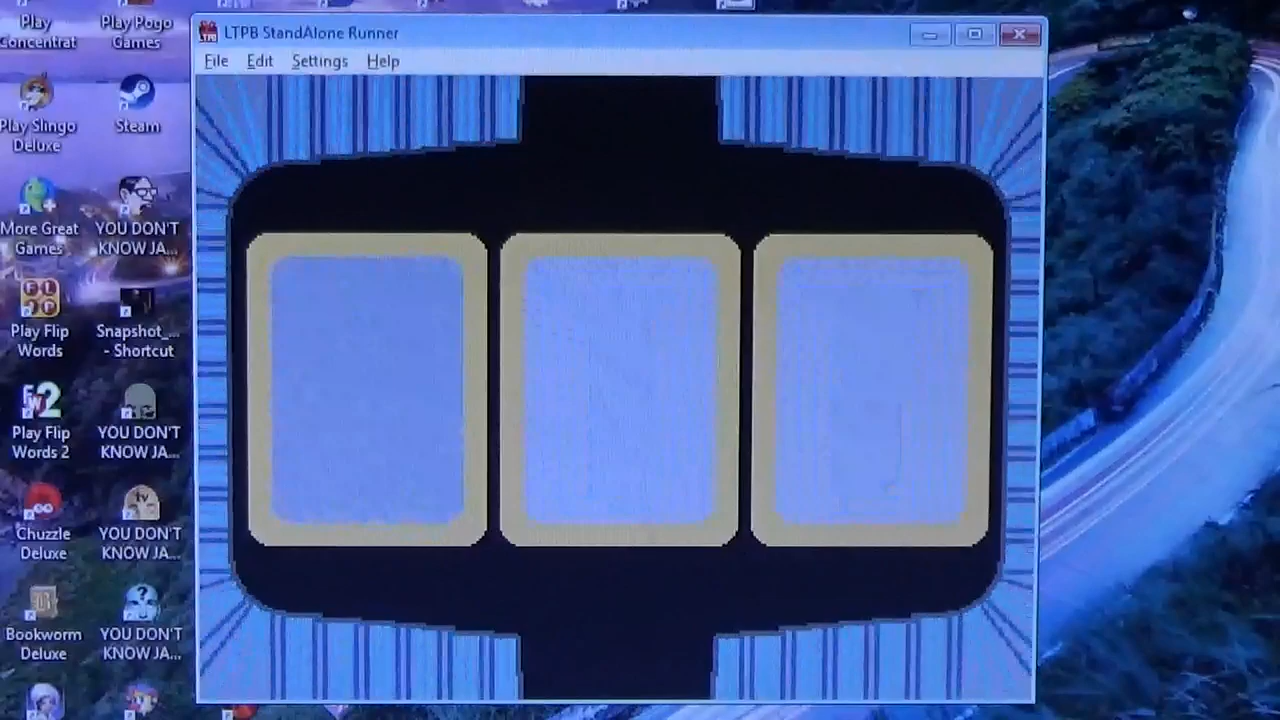 Play
Concentrat
Play Pogo
Games
Play Slingo
Deluxe
Steam
More Great
Games
YOU DON'T
KNOW JA...
Play Flip
Words
Snapshot_...
- Shortcut
Play Flip
Words 2
YOU DON'T
KNOW JA...
Chuzzle
Deluxe
YOU DON'T
KNOW JA...
Bookworm
Deluxe
YOU DON'T
KNOW JA...
LTPB StandAlone Runner
File Edit Settings Help